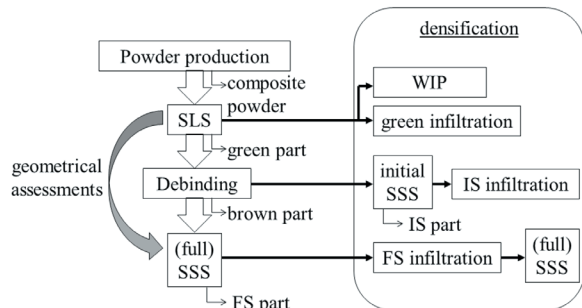 densification
Powder production
composite
powder
WIP
SLS
green infiltration
green part
geometrical
assessments
Debinding
initial
SSS
IS infiltration
brown part
IS part
(full)
SSS
FS infiltration
(full)
SSS
FS part